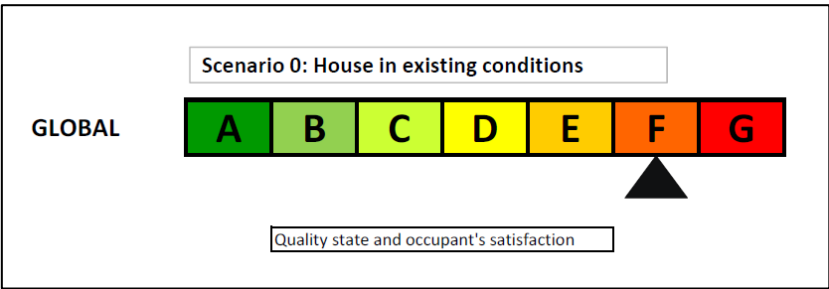 Scenario 0: House in existing conditions
GLOBAL A B C D E F G
Quality state and occupant's satisfaction